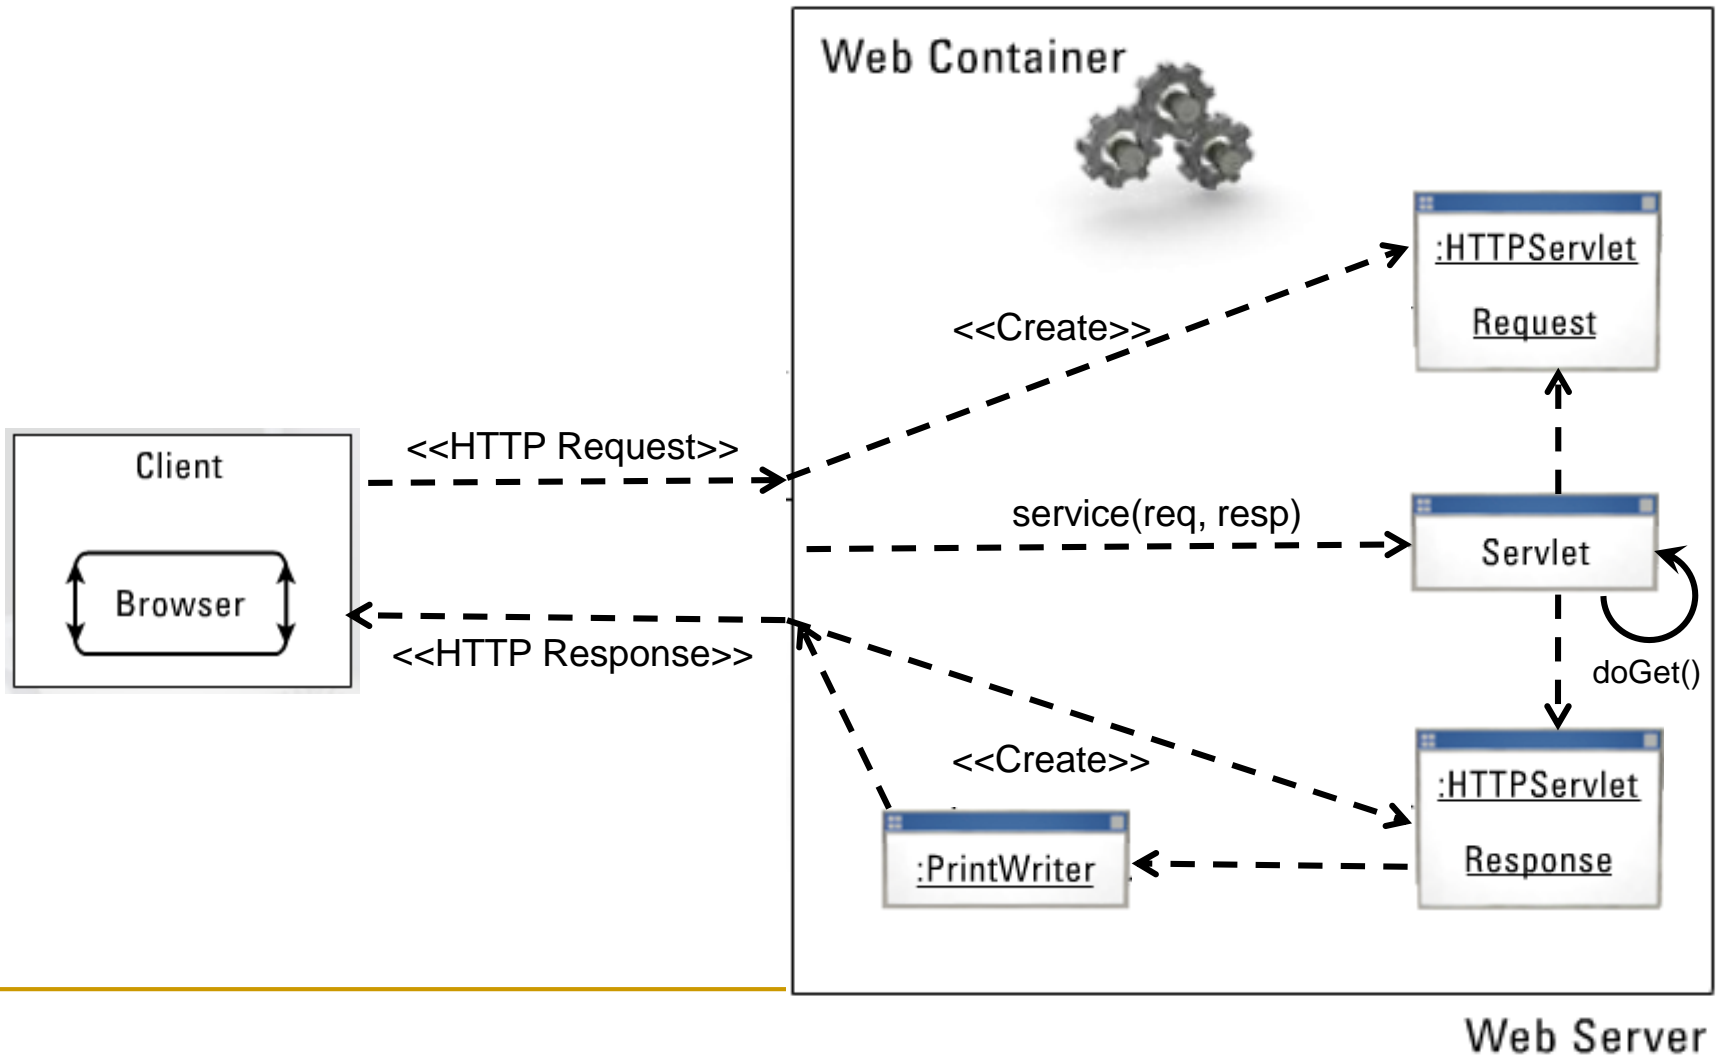 Web Container
:HTTPServlet
Request
<<Create>>
<<HTTP Request>>
Client
service(req, resp)
Servlet
Browser
<<HTTP Response>>
doGet()
<<Create>>
:HTTPServlet
Response
:PrintWriter
Web Server